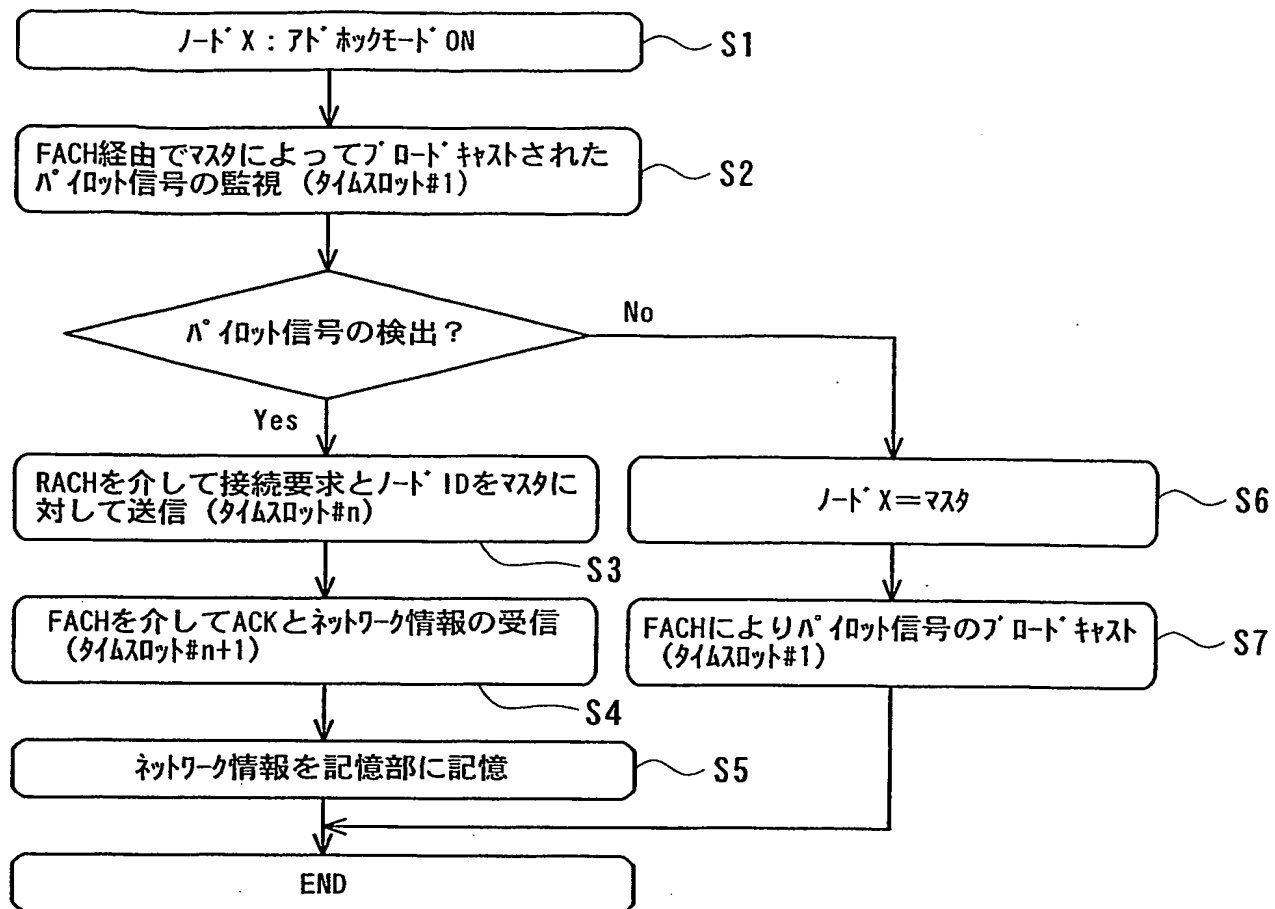 ノードX：アドホックモードON
S1
FACH経由でマスタによってブロードキャストされた
パイロット信号の監視（タイムスロット#1）
S2
パイロット信号の検出？
No
Yes
RACHを介して接続要求とノードIDをマスタに
対して送信（タイムスロット#n）
S3
ノードX＝マスタ
S6
FACHを介してACKとネットワーク情報の受信
（タイムスロット#n+1）
S4
FACHによりパイロット信号のブロードキャスト
（タイムスロット#1）
S7
ネットワーク情報を記憶部に記憶
S5
END